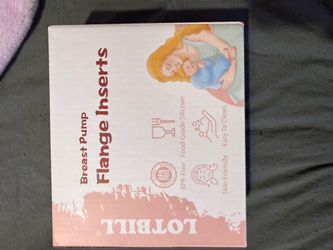 Breast Pump
Flange Inserts
BPA-Free
Food-Grade Silicone
Skin Friendly
Easy To Clean
LOTBILL®